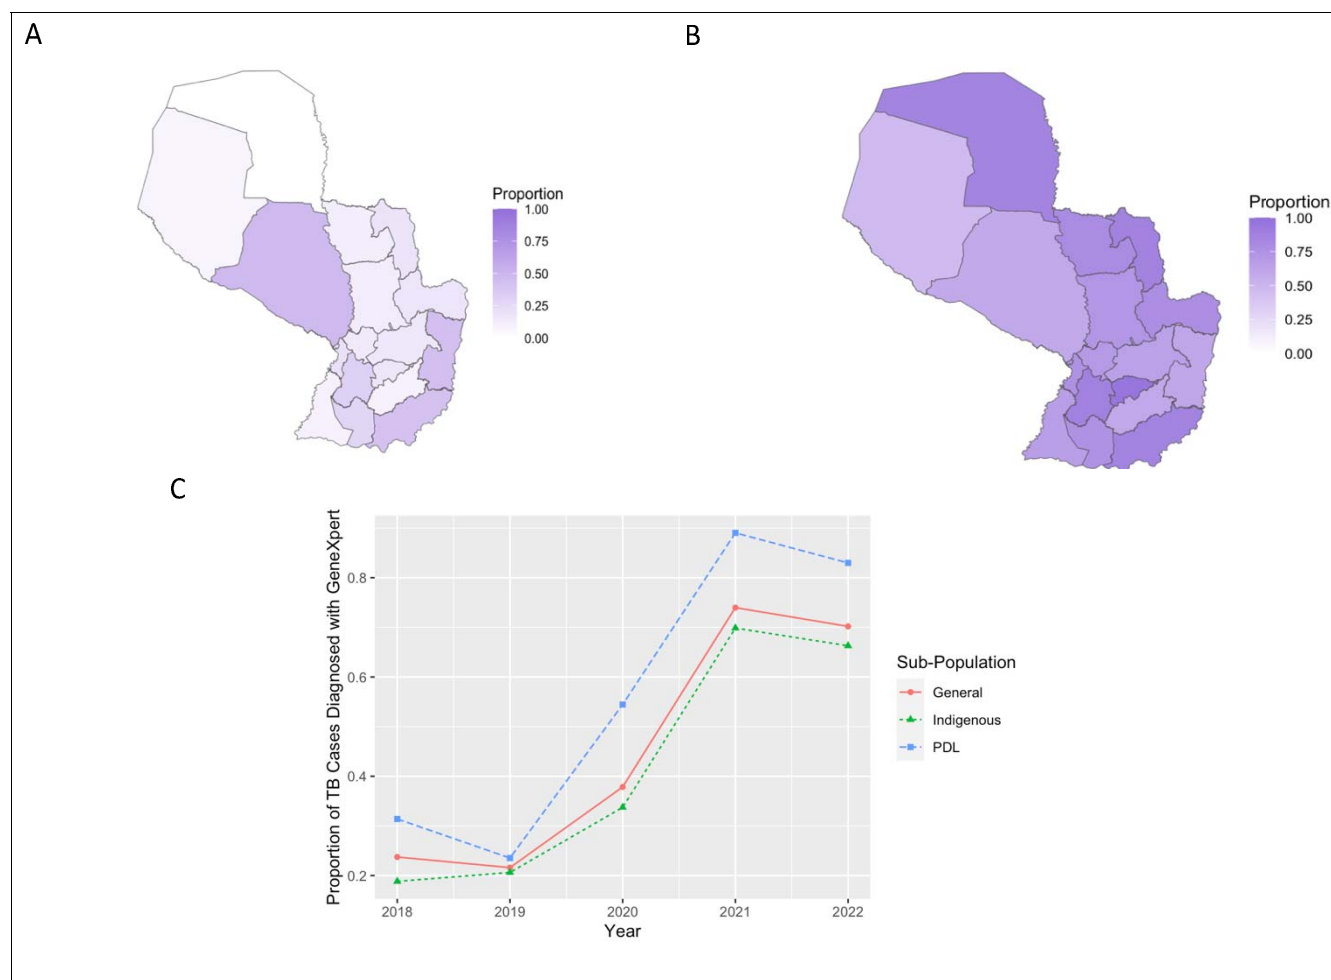 A
B
Proportion
1.00
0.75
0.50
0.25
0.00
Proportion
1.00
0.75
0.50
0.25
0.00
C
Proportion of TB Cases Diagnosed with GeneXpert
0.8
0.6
0.4
0.2
2018 2019 2020 2021 2022
Year
Sub-Population
General
Indigenous
PDL